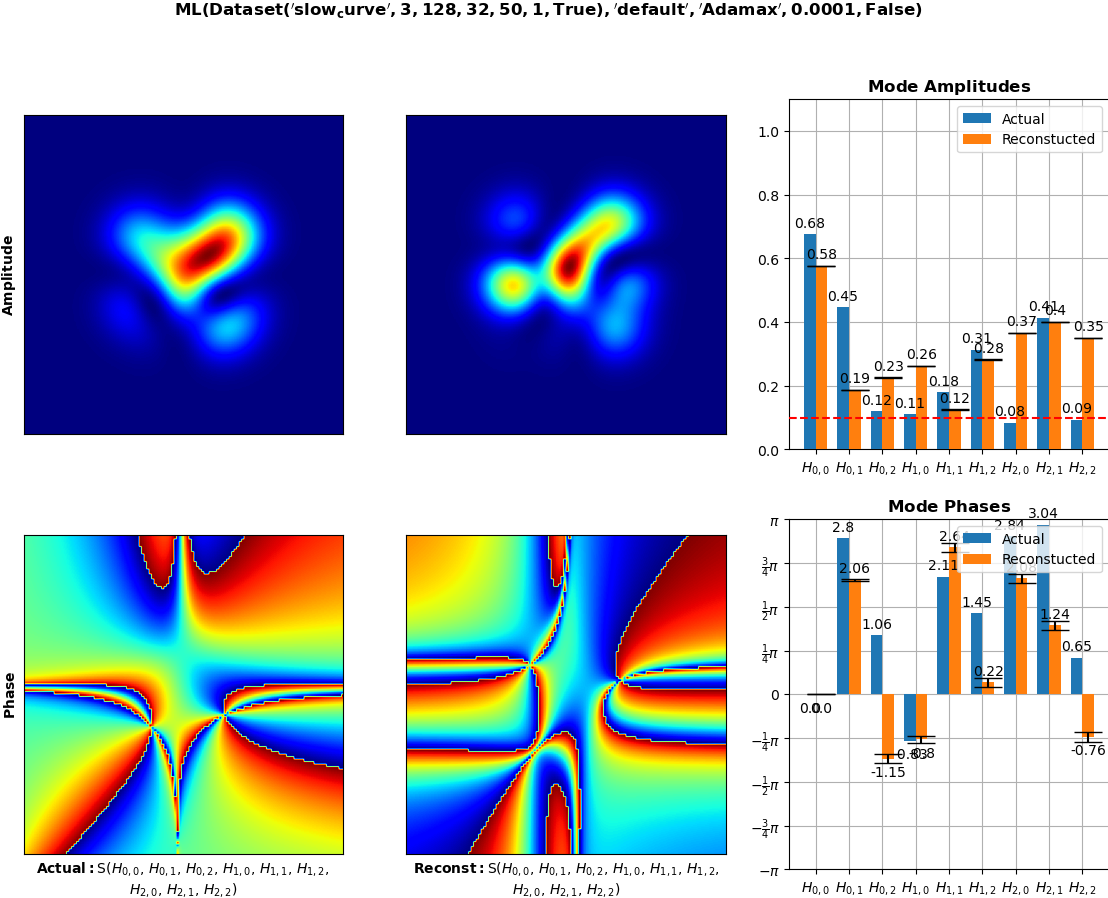 ML(Dataset('slow_curve', 3, 128, 32, 50, 1, True), 'default', 'Adamax', 0.0001, False)
Mode Amplitudes
Amplitude
1.0
0.8
0.6
0.4
0.2
0.0
Actual
Reconstucted
0.68
0.58
0.45
0.19
0.12
0.23
0.11
0.26
0.18
0.12
0.31
0.28
0.08
0.37
0.41
0.4
0.09
0.35
H0,0 H0,1 H0,2 H1,0 H1,1 H1,2 H2,0 H2,1 H2,2
Mode Phases
Phase
π
3/4π
1/2π
1/4π
0
−1/4π
−1/2π
−3/4π
−π
Actual
Reconstucted
0.0
0.0
2.8
2.06
1.06
-1.15
-0.8
2.11
1.45
0.22
2.84
3.04
1.24
0.65
-0.76
H0,0 H0,1 H0,2 H1,0 H1,1 H1,2 H2,0 H2,1 H2,2
Actual: S(H0,0, H0,1, H0,2, H1,0, H1,1, H1,2,
H2,0, H2,1, H2,2)
Reconst: S(H0,0, H0,1, H0,2, H1,0, H1,1, H1,2,
H2,0, H2,1, H2,2)